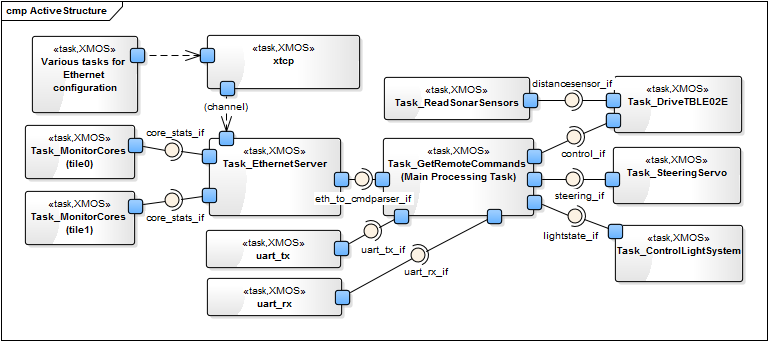 cmp ActiveStructure
«task,XMOS»
Various tasks for
Ethernet
configuration
«task,XMOS»
xtcp
(channel)
«task,XMOS»
Task_ReadSonarSensors
distancesensor_if
«task,XMOS»
Task_DriveTBLE02E
control_if
«task,XMOS»
Task_MonitorCores
(tile0)
core_stats_if
«task,XMOS»
Task_EthernetServer
«task,XMOS»
Task_GetRemoteCommands
(Main Processing Task)
«task,XMOS»
Task_SteeringServo
steering_if
«task,XMOS»
Task_MonitorCores
(tile1)
core_stats_if
eth_to_cmdparser_if
lightstate_if
«task,XMOS»
Task_ControlLightSystem
«task,XMOS»
uart_tx
uart_tx_if
«task,XMOS»
uart_rx
uart_rx_if